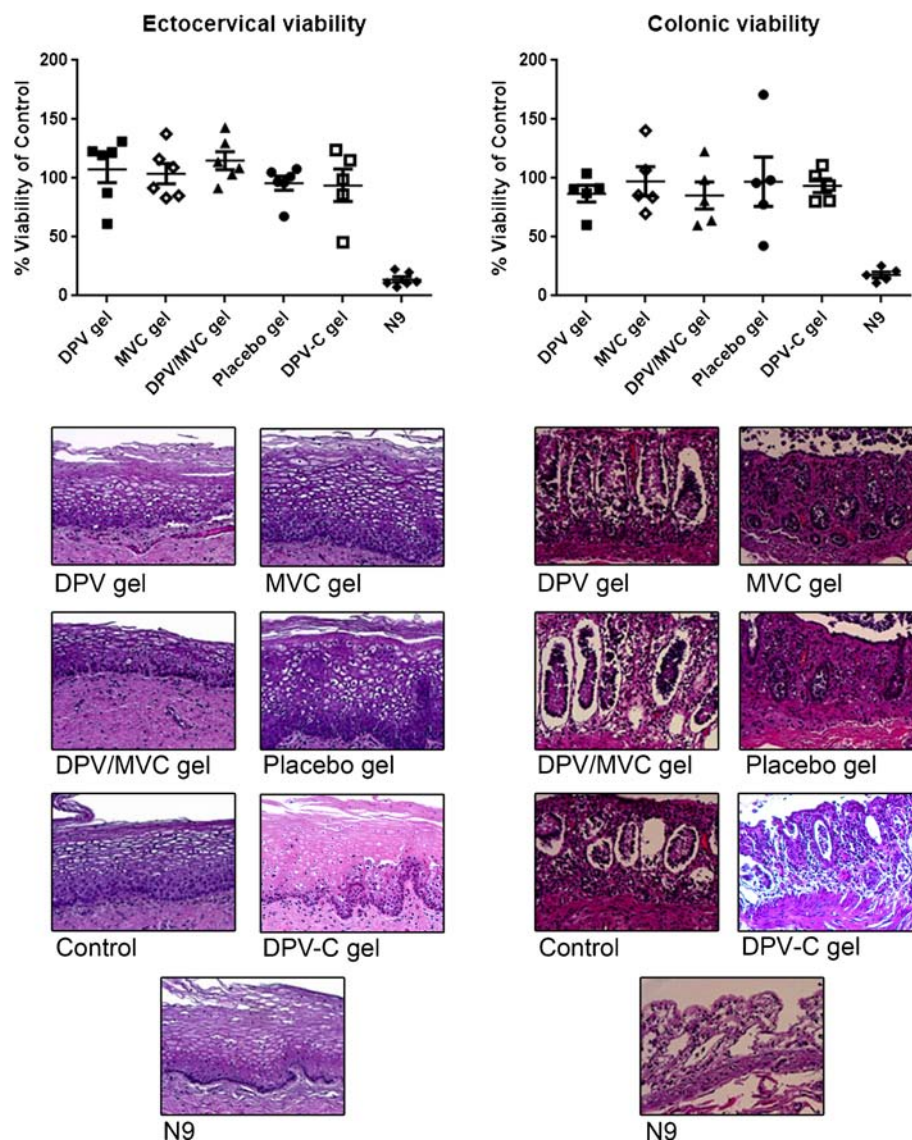 Ectocervical viability
% Viability of Control
200
150
100
50
0
DPV gel
MVC gel
DPV/MVC gel
Placebo gel
DPV-C gel
N9
Colonic viability
% Viability of Control
200
150
100
50
0
DPV gel
MVC gel
DPV/MVC gel
Placebo gel
DPV-C gel
N9
DPV gel
MVC gel
DPV/MVC gel
Placebo gel
Control
DPV-C gel
N9
DPV gel
MVC gel
DPV/MVC gel
Placebo gel
Control
DPV-C gel
N9